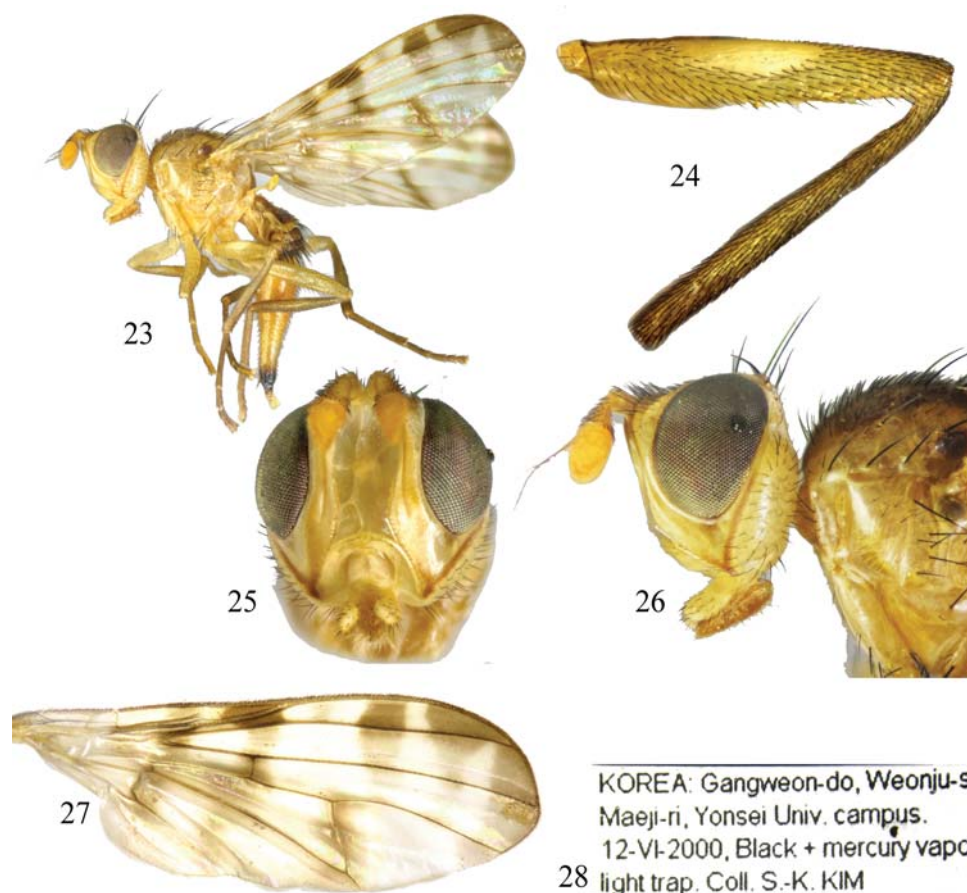 23
24
25
26
27
28
KOREA: Gangweon-do, Weonju-s
Maeji-ri, Yonsei Univ. campus.
12-VI-2000, Black + mercury vapo
light trap. Coll. S.-K. KIM